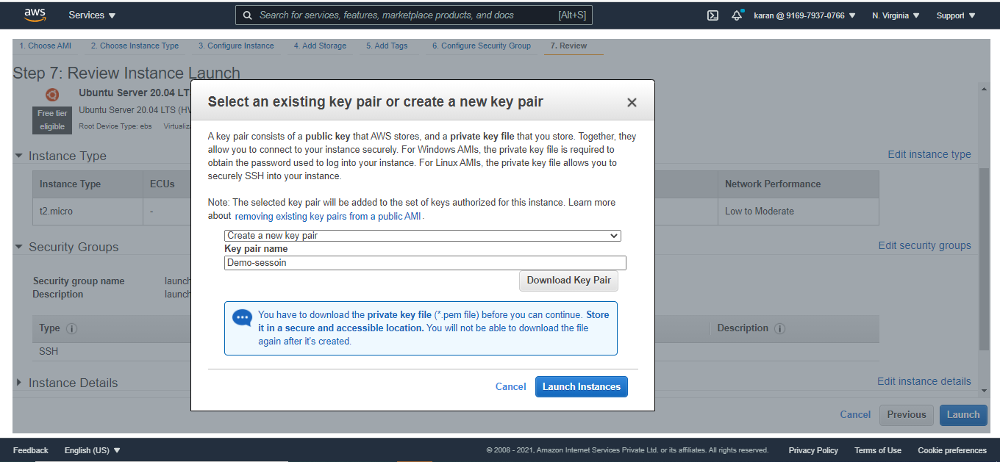 aws Services Search for services, features, marketplace products, and docs [Alt+S] karan @ 9169-7937-0766 N. Virginia Support
1. Choose AMI 2. Choose Instance Type 3. Configure Instance 4. Add Storage 5. Add Tags 6. Configure Security Group 7. Review
Step 7: Review Instance Launch
Ubuntu Server 20.04 LT
Free tier eligible
Ubuntu Server 20.04 LTS (HV
Root Device Type: ebs Virtualiz
Instance Type
Edit instance type
Instance Type ECUs Network Performance
t2.micro - Low to Moderate
Security Groups
Edit security groups
Security group name launch
Description launch
Type i Description i
SSH
Instance Details
Edit instance details
Cancel Previous Launch
Select an existing key pair or create a new key pair
A key pair consists of a public key that AWS stores, and a private key file that you store. Together, they
allow you to connect to your instance securely. For Windows AMIs, the private key file is required to
obtain the password used to log into your instance. For Linux AMIs, the private key file allows you to
securely SSH into your instance.
Note: The selected key pair will be added to the set of keys authorized for this instance. Learn more
about removing existing key pairs from a public AMI .
Create a new key pair
Key pair name
Demo-sessoin
Download Key Pair
You have to download the private key file (*.pem file) before you can continue. Store
it in a secure and accessible location. You will not be able to download the file
again after it's created.
Cancel Launch Instances
Feedback English (US) © 2008 - 2021, Amazon Internet Services Private Ltd. or its affiliates. All rights reserved. Privacy Policy Terms of Use Cookie preferences